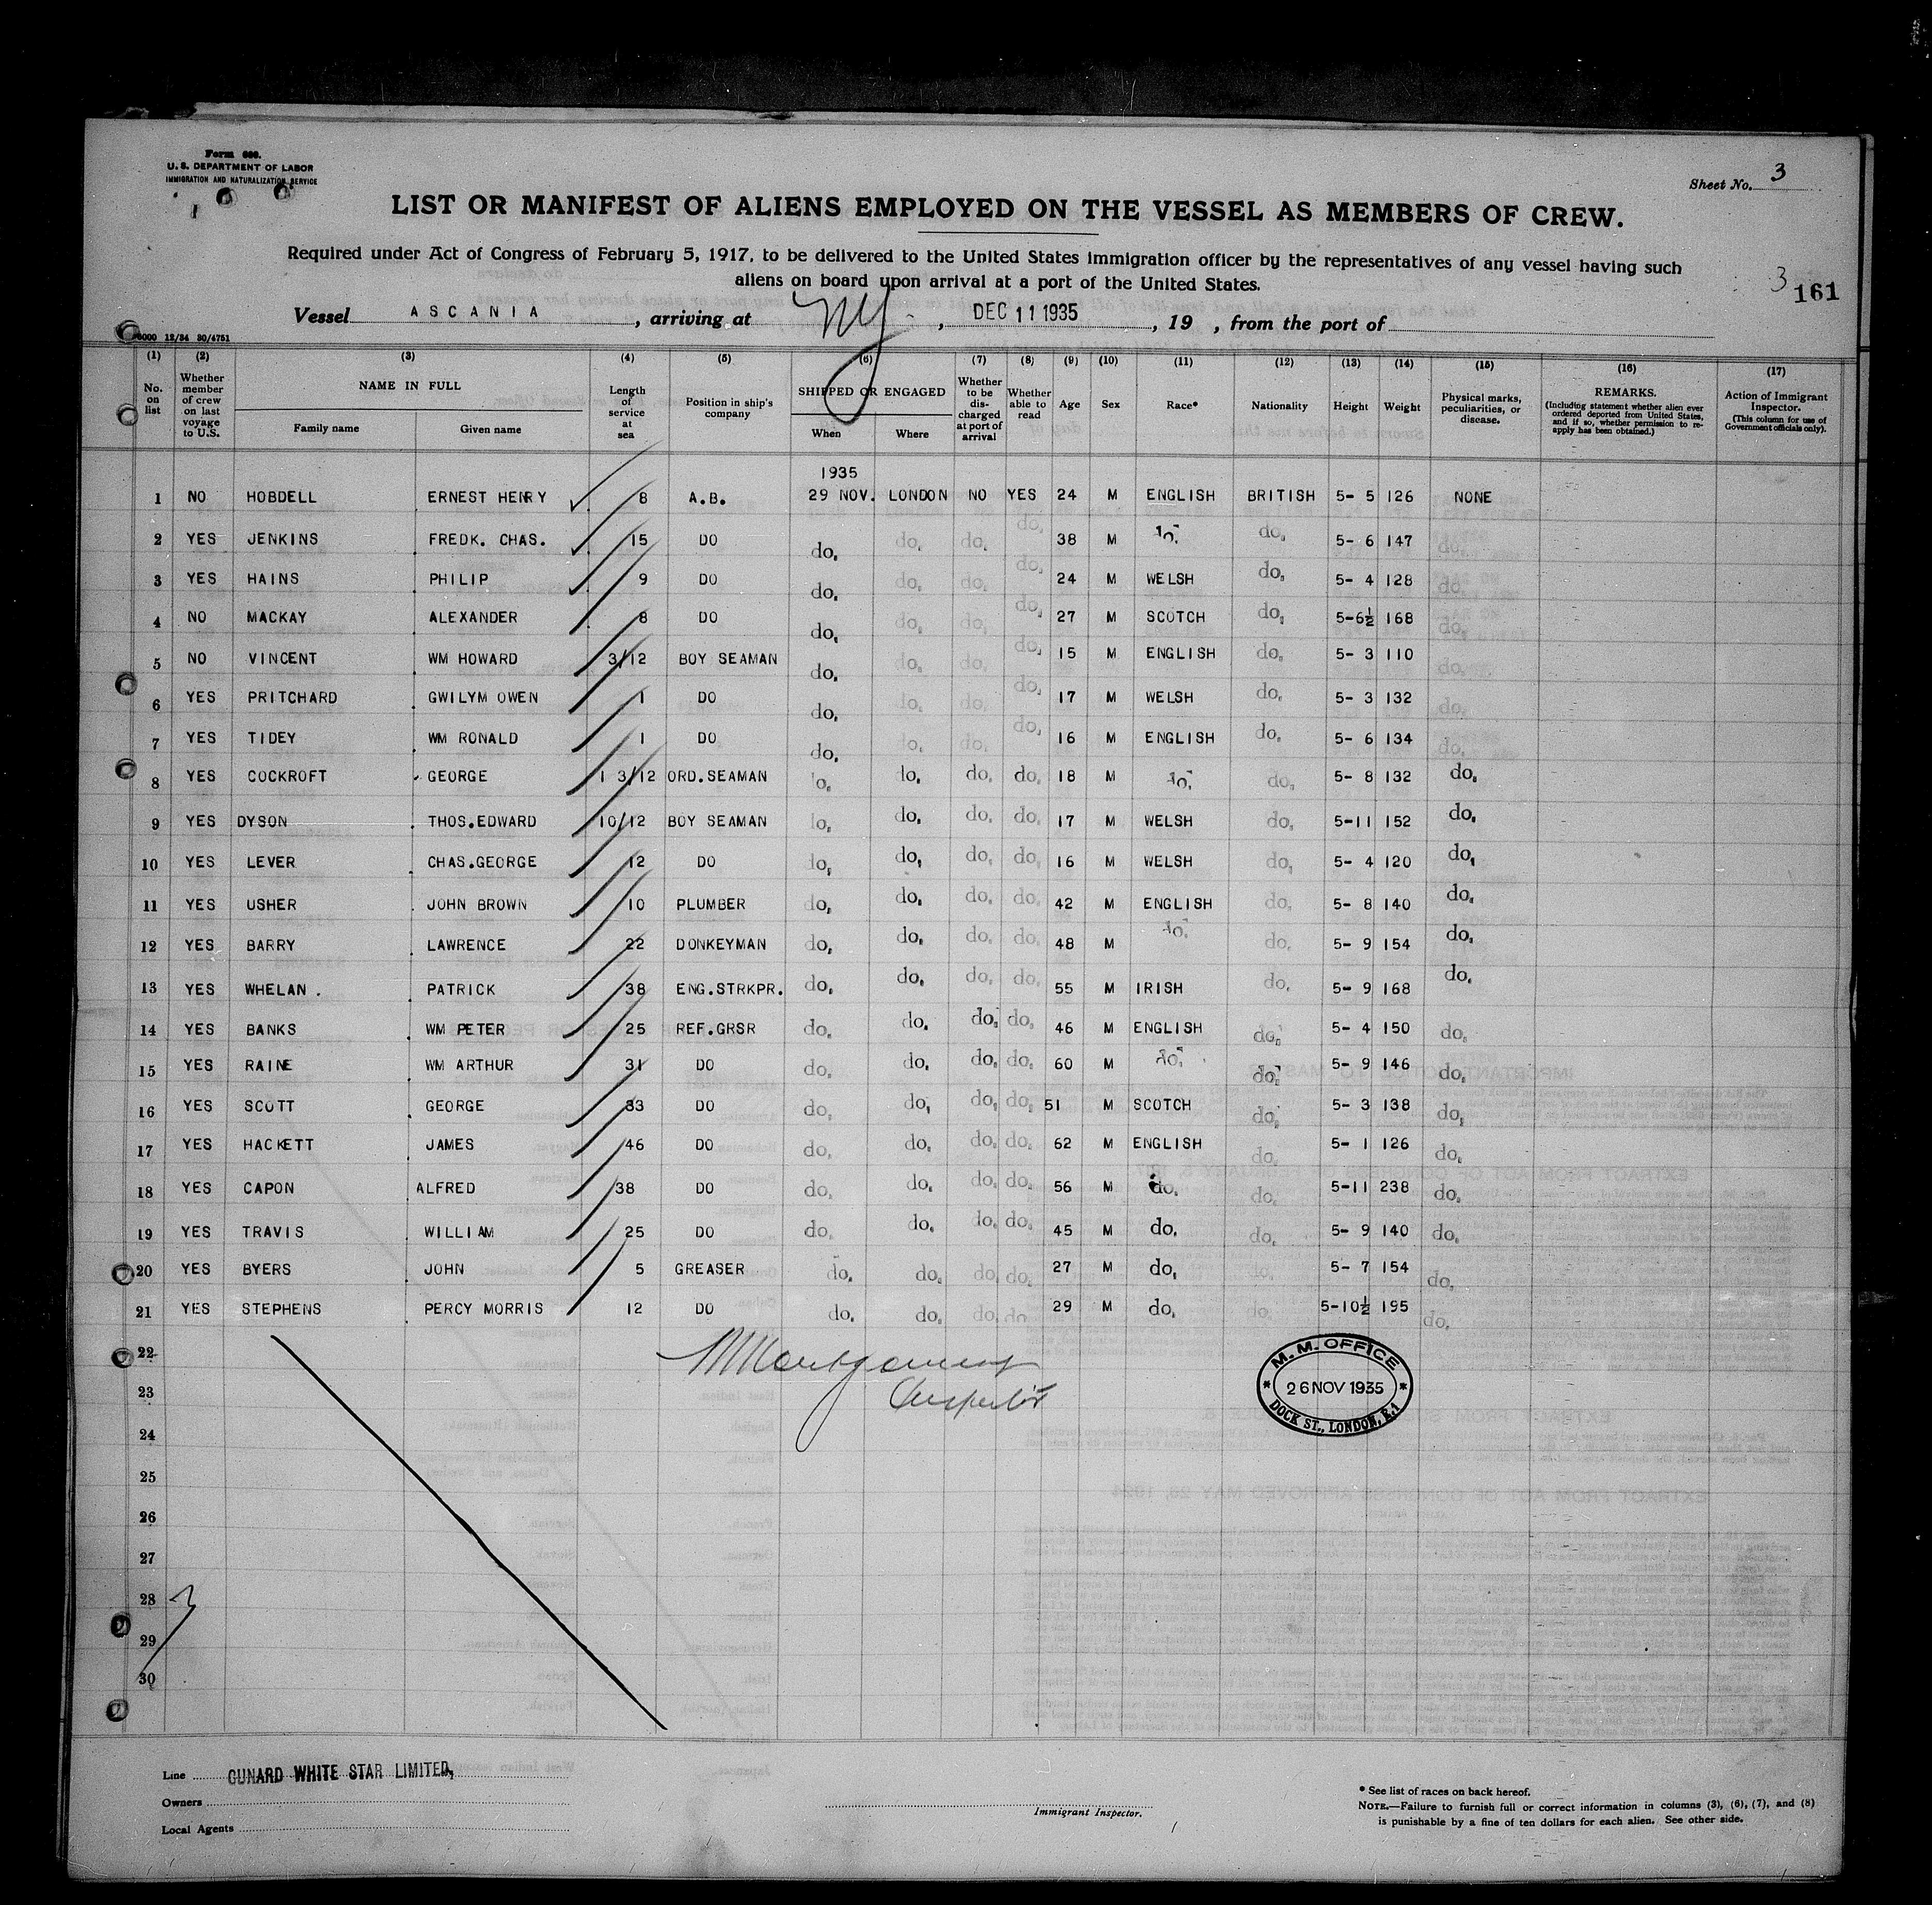 Form 680.
U. S. DEPARTMENT OF LABOR
IMMIGRATION AND NATURALIZATION SERVICE
Sheet No. 3
LIST OR MANIFEST OF ALIENS EMPLOYED ON THE VESSEL AS MEMBERS OF CREW.
Required under Act of Congress of February 5, 1917, to be delivered to the United States immigration officer by the representatives of any vessel having such
aliens on board upon arrival at a port of the United States.
3 161
Vessel ASCANIA, arriving at NY, DEC 11 1935, 19 , from the port of
6000 12/34 30/4751
(1) (2) (3) (4) (5) (6) (7) (8) (9) (10) (11) (12) (13) (14) (15) (16) (17)
No. on list | Whether member of crew on last voyage to U.S. | NAME IN FULL Family name Given name | Length of service at sea | Position in ship's company | SHIPPED OR ENGAGED When Where | Whether to be discharged at port of arrival | Whether able to read | Age | Sex | Race* | Nationality | Height | Weight | Physical marks, peculiarities, or disease. | REMARKS. (Including statement whether alien ever ordered deported from United States, and if so, whether permission to re-apply has been obtained.) | Action of Immigrant Inspector. (This column for use of Government officials only).
1935
1 NO HOBDELL ERNEST HENRY 8 A.B. 29 NOV. LONDON NO YES 24 M ENGLISH BRITISH 5- 5 126 NONE
2 YES JENKINS FREDK. CHAS. 15 DO do. do. do. do. 38 M do. do. 5- 6 147 do.
3 YES HAINS PHILIP 9 DO do. do. do. do. 24 M WELSH do. 5- 4 128 do.
4 NO MACKAY ALEXANDER 8 DO do. do. do. do. 27 M SCOTCH do. 5-6½ 168 do.
5 NO VINCENT WM HOWARD 3/12 BOY SEAMAN do. do. do. do. 15 M ENGLISH do. 5- 3 110 do.
6 YES PRITCHARD GWILYM OWEN 1 DO do. do. do. do. 17 M WELSH do. 5- 3 132 do.
7 YES TIDEY WM RONALD 1 DO do. do. do. do. 16 M ENGLISH do. 5- 6 134 do.
8 YES COCKROFT GEORGE 1 3/12 ORD.SEAMAN do. do. do. do. 18 M do. do. 5- 8 132 do.
9 YES DYSON THOS.EDWARD 10/12 BOY SEAMAN do. do. do. do. 17 M WELSH do. 5-11 152 do.
10 YES LEVER CHAS.GEORGE 12 DO do. do. do. do. 16 M WELSH do. 5- 4 120 do.
11 YES USHER JOHN BROWN 10 PLUMBER do. do. do. do. 42 M ENGLISH do. 5- 8 140 do.
12 YES BARRY LAWRENCE 22 DONKEYMAN do. do. do. do. 48 M do. do. 5- 9 154 do.
13 YES WHELAN . PATRICK 38 ENG.STRKPR. do. do. do. do. 55 M IRISH do. 5- 9 168 do.
14 YES BANKS WM PETER 25 REF.GRSR do. do. do. do. 46 M ENGLISH do. 5- 4 150 do.
15 YES RAINE WM ARTHUR 31 DO do. do. do. do. 60 M do. do. 5- 9 146 do.
16 YES SCOTT GEORGE 33 DO do. do. do. do. 51 M SCOTCH do. 5- 3 138 do.
17 YES HACKETT JAMES 46 DO do. do. do. do. 62 M ENGLISH do. 5- 1 126 do.
18 YES CAPON ALFRED 38 DO do. do. do. do. 56 M do. do. 5-11 238 do.
19 YES TRAVIS WILLIAM 25 DO do. do. do. do. 45 M do. do. 5- 9 140 do.
20 YES BYERS JOHN 5 GREASER do. do. do. do. 27 M do. do. 5- 7 154 do.
21 YES STEPHENS PERCY MORRIS 12 DO do. do. do. do 29 M do. do. 5-10½ 195 do.
22
Montgomery
Inspector
M. M. OFFICE
26 NOV 1935
DOCK ST., LONDON, E.1
23
24
25
26
27
28
29
30
3
Line CUNARD WHITE STAR LIMITED,
Owners
Local Agents
Immigrant Inspector.
* See list of races on back hereof.
NOTE.—Failure to furnish full or correct information in columns (3), (6), (7), and (8)
is punishable by a fine of ten dollars for each alien. See other side.